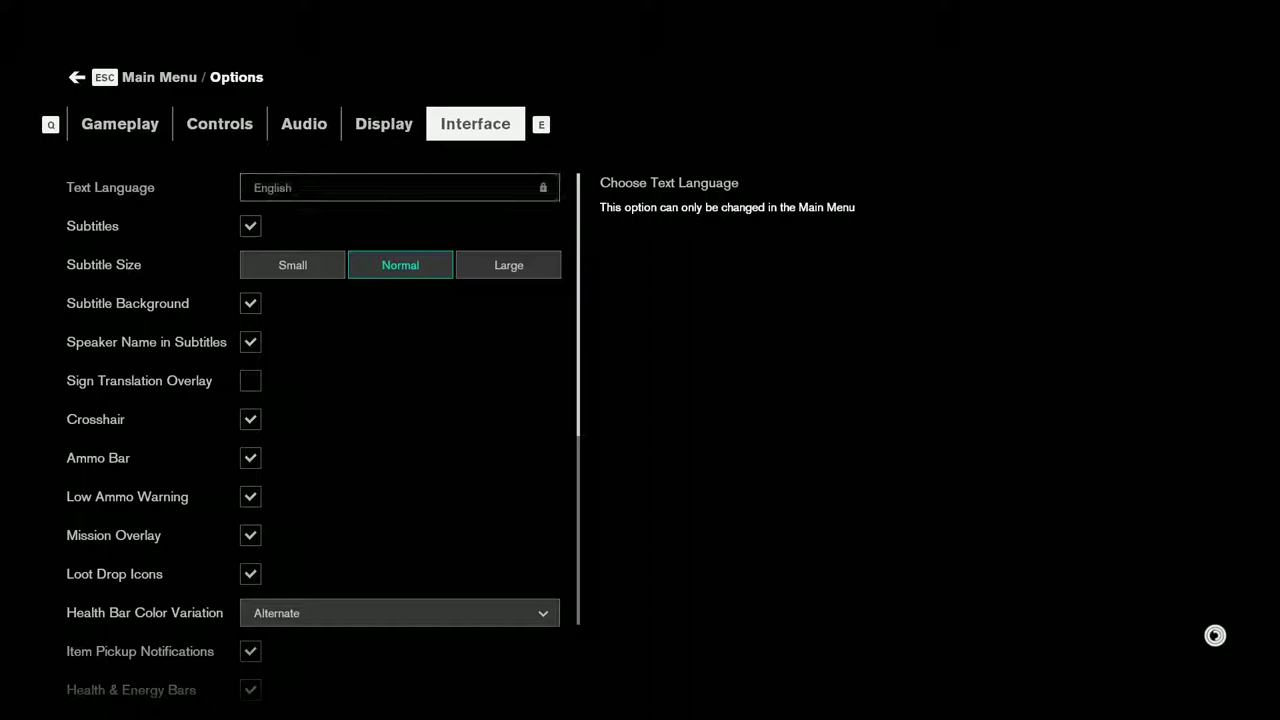 ESC Main Menu / Options
Q Gameplay Controls Audio Display Interface E
Text Language English
Choose Text Language
This option can only be changed in the Main Menu
Subtitles
Subtitle Size Small Normal Large
Subtitle Background
Speaker Name in Subtitles
Sign Translation Overlay
Crosshair
Ammo Bar
Low Ammo Warning
Mission Overlay
Loot Drop Icons
Health Bar Color Variation Alternate
Item Pickup Notifications
Health & Energy Bars